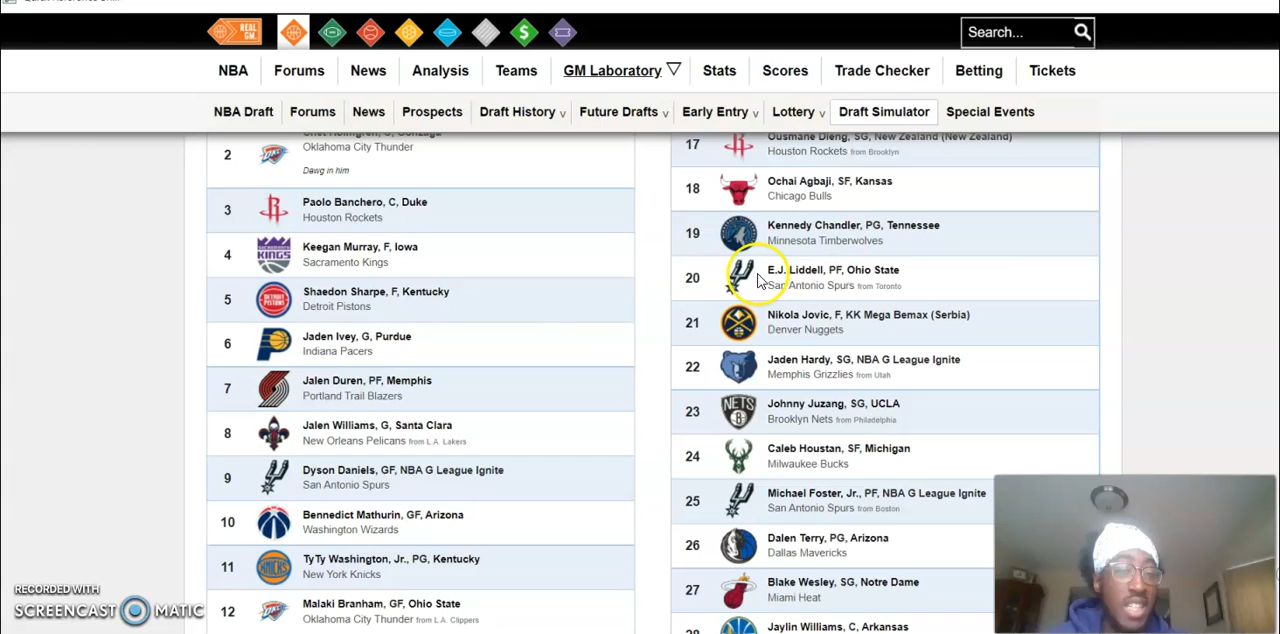 REAL GM
Search...
NBA
Forums
News
Analysis
Teams
GM Laboratory
Stats
Scores
Trade Checker
Betting
Tickets
NBA Draft
Forums
News
Prospects
Draft History v
Future Drafts v
Early Entry v
Lottery v
Draft Simulator
Special Events
2
Chet Holmgren, C, Gonzaga
Oklahoma City Thunder
Dawg in him
3
Paolo Banchero, C, Duke
Houston Rockets
4
Keegan Murray, F, Iowa
Sacramento Kings
5
Shaedon Sharpe, F, Kentucky
Detroit Pistons
6
Jaden Ivey, G, Purdue
Indiana Pacers
7
Jalen Duren, PF, Memphis
Portland Trail Blazers
8
Jalen Williams, G, Santa Clara
New Orleans Pelicans from L.A. Lakers
9
Dyson Daniels, GF, NBA G League Ignite
San Antonio Spurs
10
Bennedict Mathurin, GF, Arizona
Washington Wizards
11
TyTy Washington, Jr., PG, Kentucky
New York Knicks
12
Malaki Branham, GF, Ohio State
Oklahoma City Thunder from L.A. Clippers
17
Ousmane Dieng, SG, New Zealand (New Zealand)
Houston Rockets from Brooklyn
18
Ochai Agbaji, SF, Kansas
Chicago Bulls
19
Kennedy Chandler, PG, Tennessee
Minnesota Timberwolves
20
E.J. Liddell, PF, Ohio State
San Antonio Spurs from Toronto
21
Nikola Jovic, F, KK Mega Bemax (Serbia)
Denver Nuggets
22
Jaden Hardy, SG, NBA G League Ignite
Memphis Grizzlies from Utah
23
Johnny Juzang, SG, UCLA
Brooklyn Nets from Philadelphia
24
Caleb Houstan, SF, Michigan
Milwaukee Bucks
25
Michael Foster, Jr., PF, NBA G League Ignite
San Antonio Spurs from Boston
26
Dalen Terry, PG, Arizona
Dallas Mavericks
27
Blake Wesley, SG, Notre Dame
Miami Heat
Jaylin Williams, C, Arkansas
NETS
RECORDED WITH
SCREENCAST MATIC